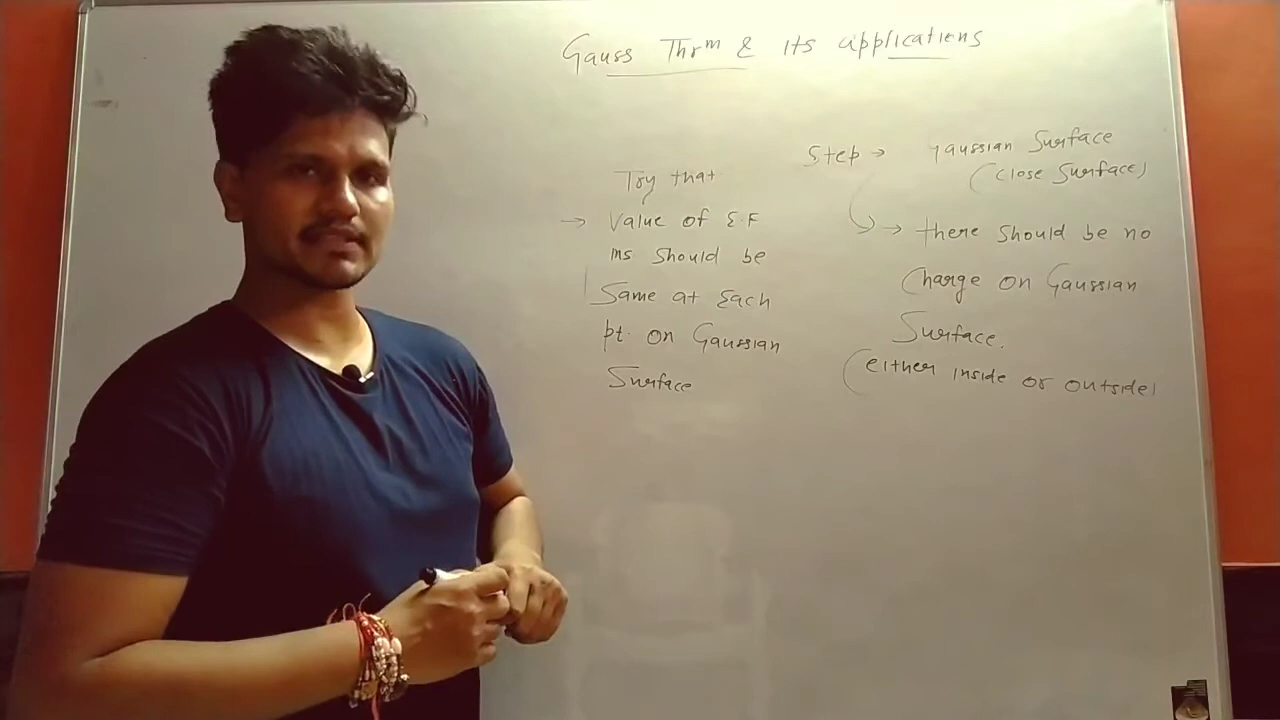 Gauss Thrm & its applications
Try that
→ Value of E.F
ms should be
Same at Each
pt. on Gaussian
Surface
Step → gaussian Surface
(close Surface)
→ there should be no
Charge on Gaussian
Surface.
(either inside or outside)